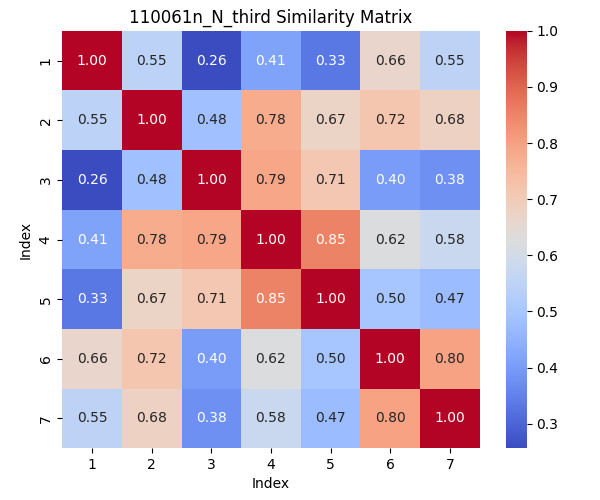 110061n_N_third Similarity Matrix
1 1.00 0.55 0.26 0.41 0.33 0.66 0.55
2 0.55 1.00 0.48 0.78 0.67 0.72 0.68
3 0.26 0.48 1.00 0.79 0.71 0.40 0.38
4 0.41 0.78 0.79 1.00 0.85 0.62 0.58
5 0.33 0.67 0.71 0.85 1.00 0.50 0.47
6 0.66 0.72 0.40 0.62 0.50 1.00 0.80
7 0.55 0.68 0.38 0.58 0.47 0.80 1.00
1 2 3 4 5 6 7
Index
Index
1.0
0.9
0.8
0.7
0.6
0.5
0.4
0.3